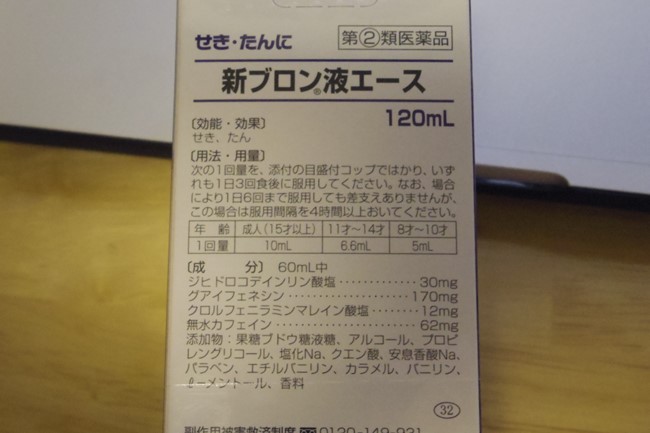 せき・たんに 指②類医薬品
新ブロン®液エース
120mL
〔効能・効果〕
せき、たん
〔用法・用量〕
次の1回量を、添付の目盛付コップではかり、いず
れも1日3回食後に服用してください。なお、場合
により1日6回まで服用しても差支えありませんが、
この場合は服用間隔を4時間以上おいてください。
年 齢 成人(15才以上) 11才〜14才 8才〜10才
1回量 10mL 6.6mL 5mL
〔成 分〕 60mL中
ジヒドロコデインリン酸塩‥‥‥‥‥‥30mg
グアイフェネシン‥‥‥‥‥‥‥‥‥170mg
クロルフェニラミンマレイン酸塩‥‥‥12mg
無水カフェイン‥‥‥‥‥‥‥‥‥‥62mg
添加物：果糖ブドウ糖液糖、アルコール、プロピ
レングリコール、塩化Na、クエン酸、安息香酸Na、
パラベン、エチルバニリン、カラメル、バニリン、
ℓ-メントール、香料
32
副作用被害救済制度 0120-149-931